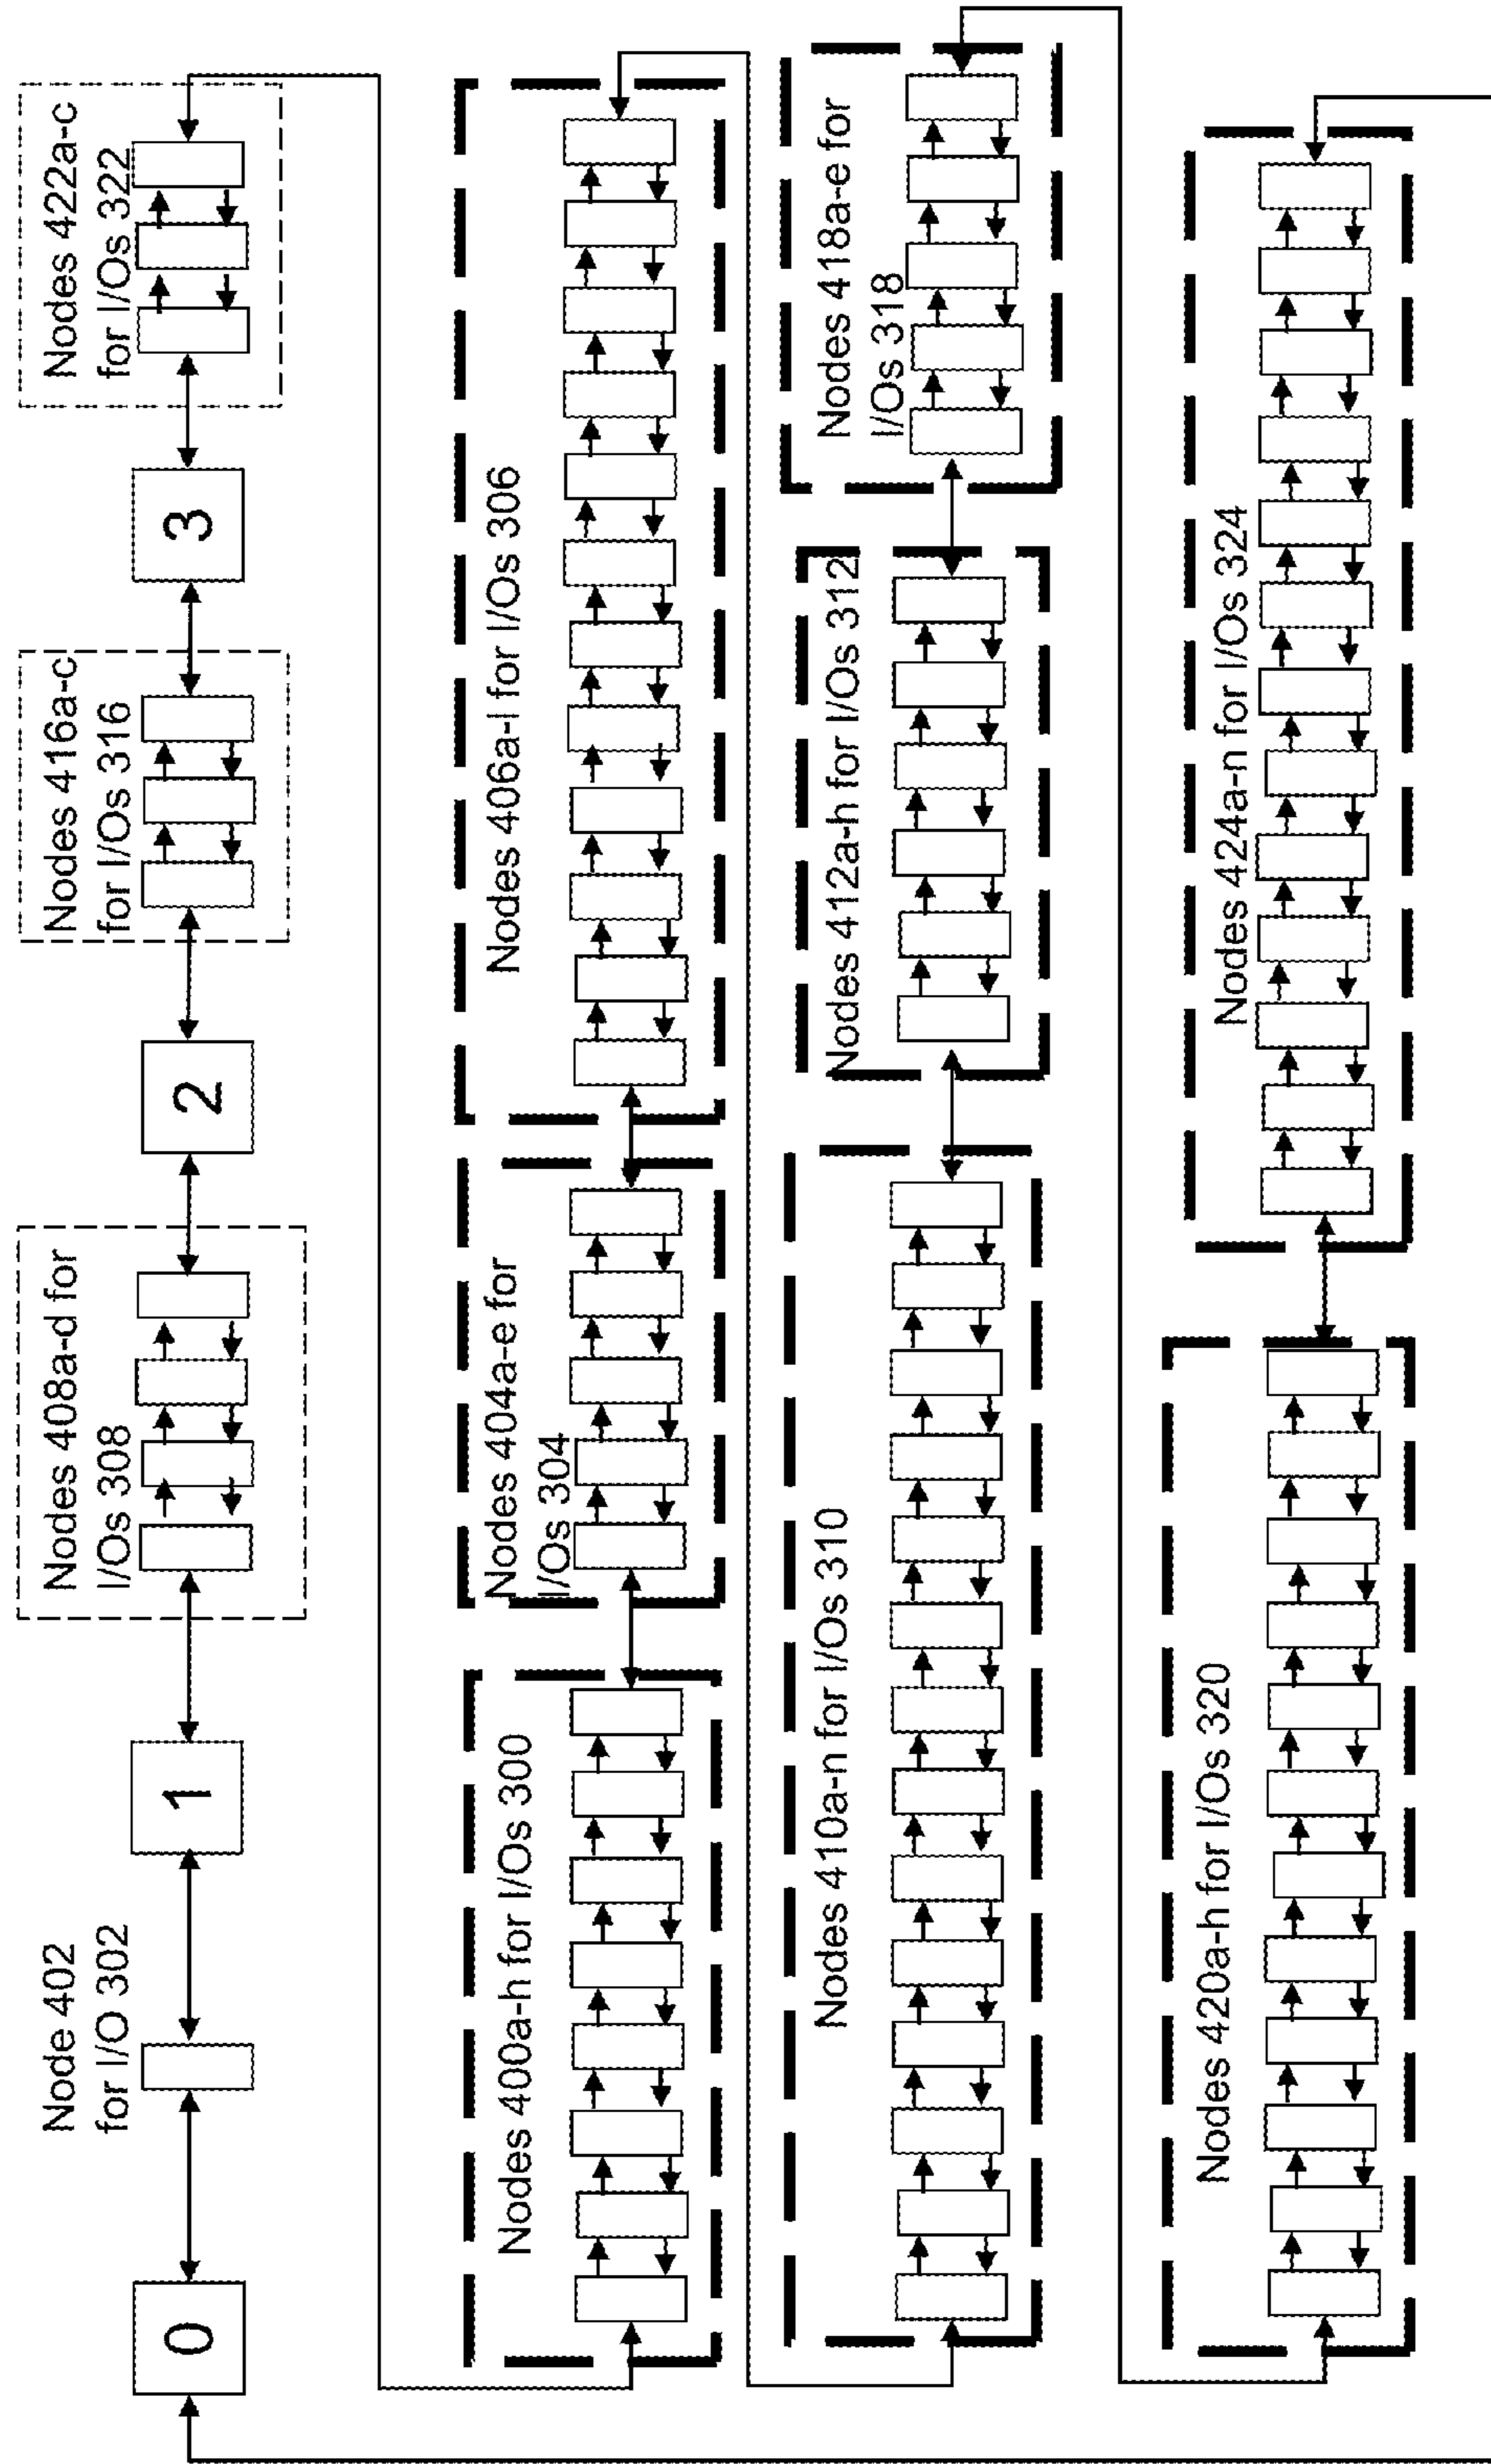 0
Node 402
for I/O 302
1
Nodes 408a-d for
I/Os 308
2
Nodes 416a-c
for I/Os 316
3
Nodes 422a-c
for I/Os 322
Nodes 400a-h for I/Os 300
Nodes 404a-e for
I/Os 304
Nodes 406a-l for I/Os 306
Nodes 410a-n for I/Os 310
Nodes 412a-h for I/Os 312
Nodes 418a-e for
I/Os 318
Nodes 420a-h for I/Os 320
Nodes 424a-n for I/Os 324